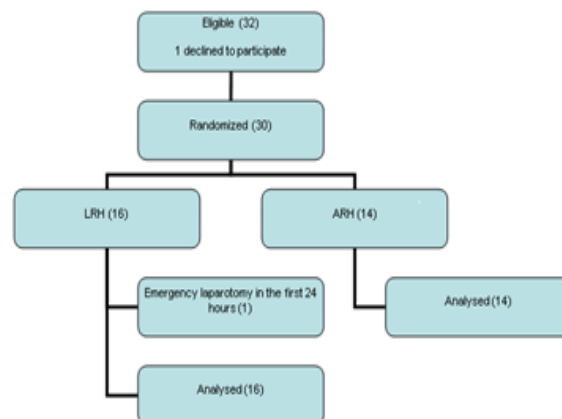 Eligible (32)
1 declined to participate
Randomized (30)
LRH (16)
ARH (14)
Emergency laparotomy in the first 24
hours (1)
Analysed (14)
Analysed (16)